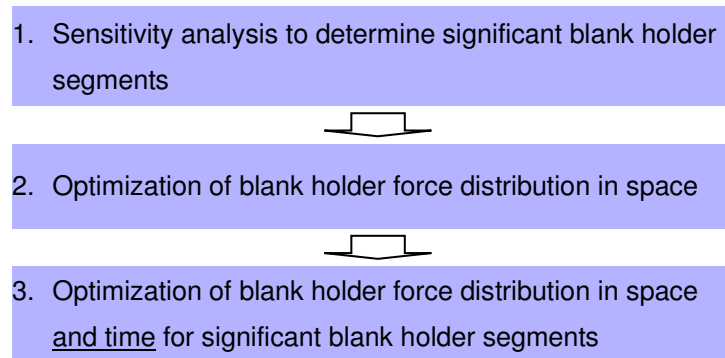 1. Sensitivity analysis to determine significant blank holder
segments
2. Optimization of blank holder force distribution in space
3. Optimization of blank holder force distribution in space
and time for significant blank holder segments